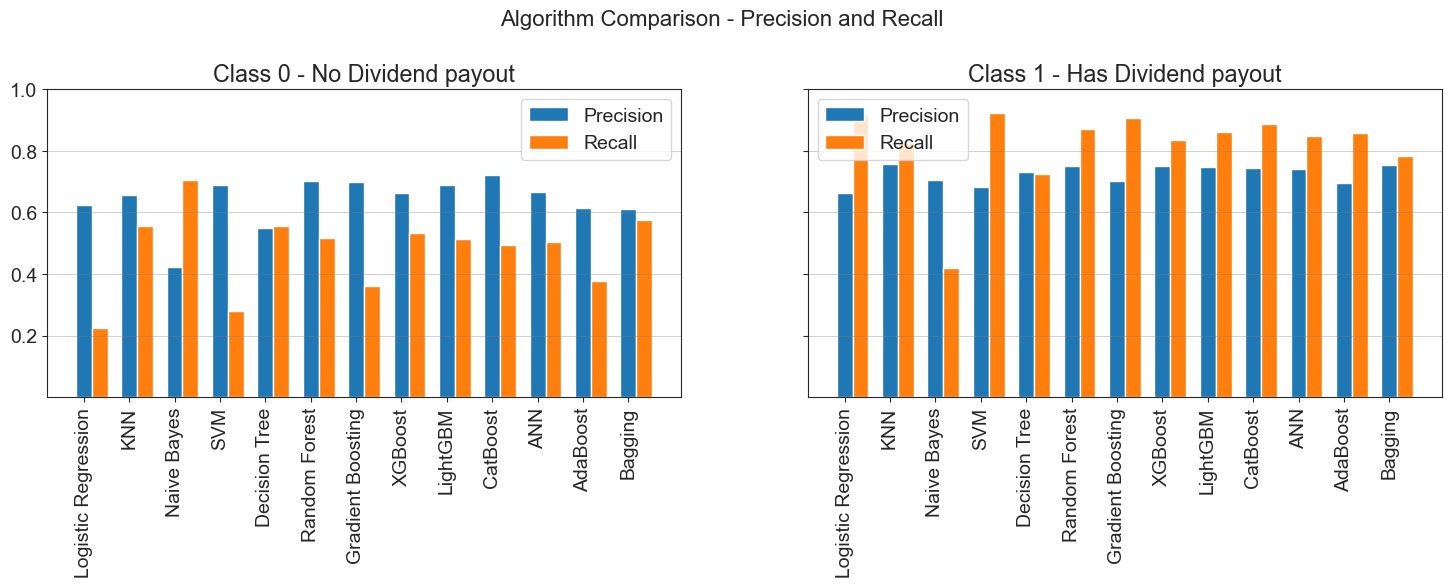 Algorithm Comparison - Precision and Recall
Class 0 - No Dividend payout
1.0
0.8
0.6
0.4
0.2
Precision
Recall
Logistic Regression
KNN
Naive Bayes
SVM
Decision Tree
Random Forest
Gradient Boosting
XGBoost
LightGBM
CatBoost
ANN
AdaBoost
Bagging
Class 1 - Has Dividend payout
Precision
Recall
Logistic Regression
KNN
Naive Bayes
SVM
Decision Tree
Random Forest
Gradient Boosting
XGBoost
LightGBM
CatBoost
ANN
AdaBoost
Bagging